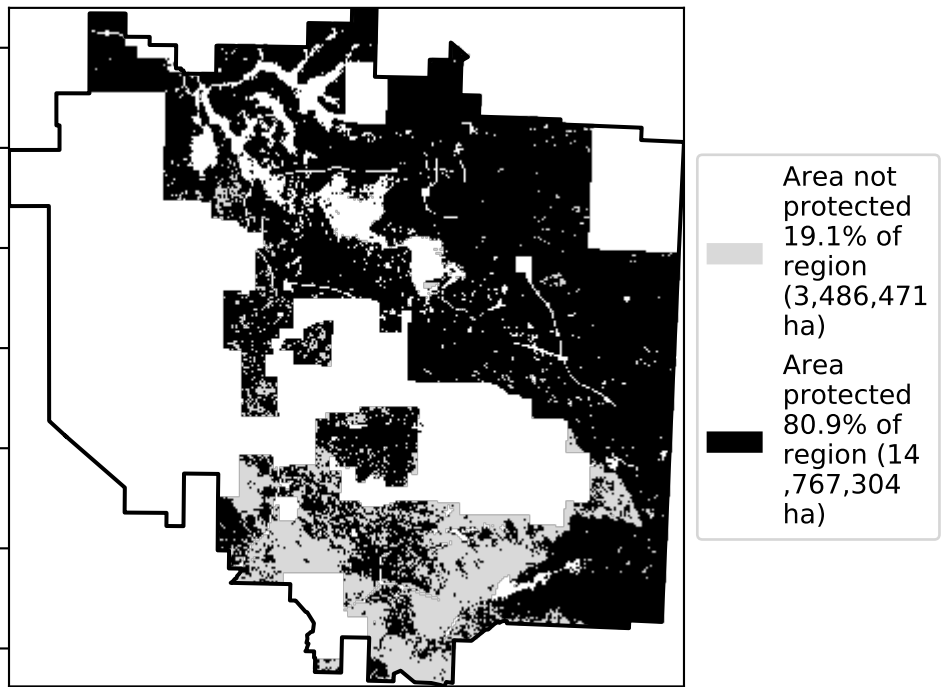 Area not
protected
19.1% of
region
(3,486,471
ha)
Area
protected
80.9% of
region (14
,767,304
ha)